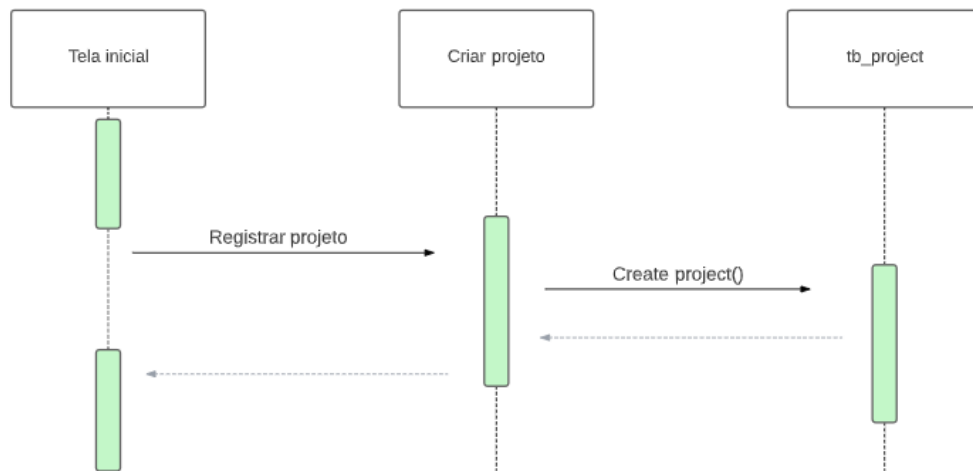 Tela inicial
Criar projeto
tb_project
Registrar projeto
Create project()